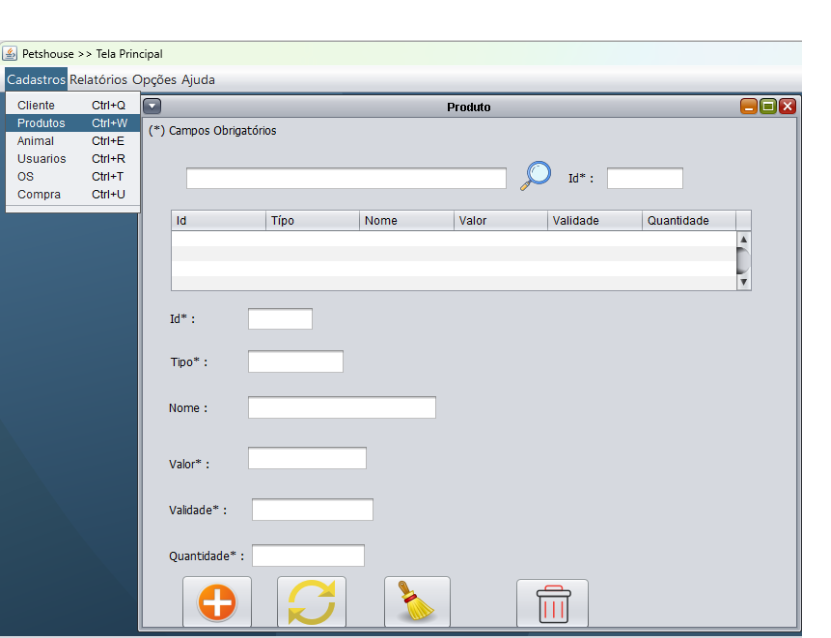 Petshouse >> Tela Principal
Cadastros Relatórios Opções Ajuda
Cliente Ctrl+Q
Produtos Ctrl+W
Animal Ctrl+E
Usuarios Ctrl+R
OS Ctrl+T
Compra Ctrl+U
Produto
(*) Campos Obrigatórios
Id* :
Id Típo Nome Valor Validade Quantidade
Id* :
Tipo* :
Nome :
Valor* :
Validade* :
Quantidade* :